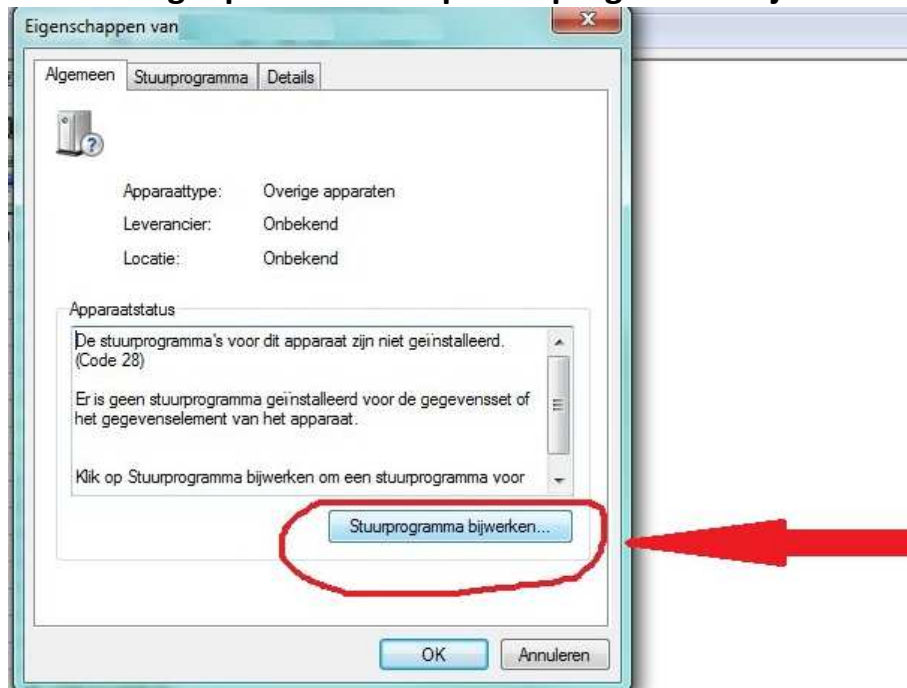 Eigenschappen van
Algemeen Stuurprogramma Details
Apparaattype: Overige apparaten
Leverancier: Onbekend
Locatie: Onbekend
Apparaatstatus
De stuurprogramma's voor dit apparaat zijn niet geïnstalleerd.
(Code 28)
Er is geen stuurprogramma geïnstalleerd voor de gegevensset of
het gegevenselement van het apparaat.
Klik op Stuurprogramma bijwerken om een stuurprogramma voor
Stuurprogramma bijwerken...
OK Annuleren